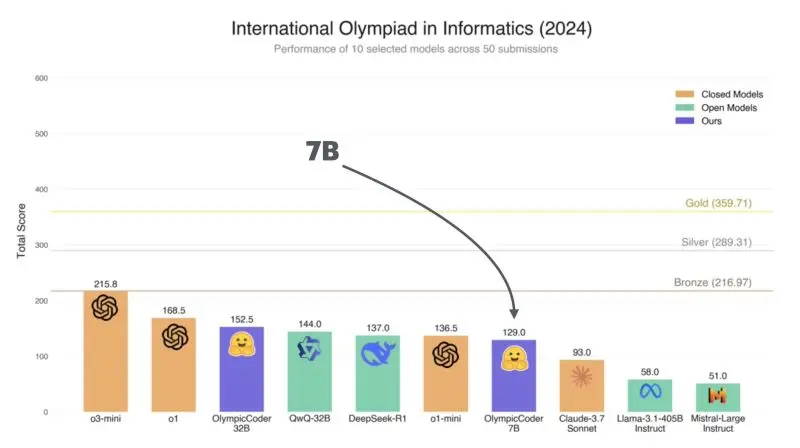 International Olympiad in Informatics (2024)
Performance of 10 selected models across 50 submissions
Closed Models
Open Models
Ours
7B
Total Score
600
500
400
300
200
100
0
Gold (359.71)
Silver (289.31)
Bronze (216.97)
215.8
168.5
152.5
144.0
137.0
136.5
129.0
93.0
58.0
51.0
o3-mini
o1
OlympicCoder
32B
QwQ-32B
DeepSeek-R1
o1-mini
OlympicCoder
7B
Claude-3.7
Sonnet
Llama-3.1-405B
Instruct
Mistral-Large
Instruct